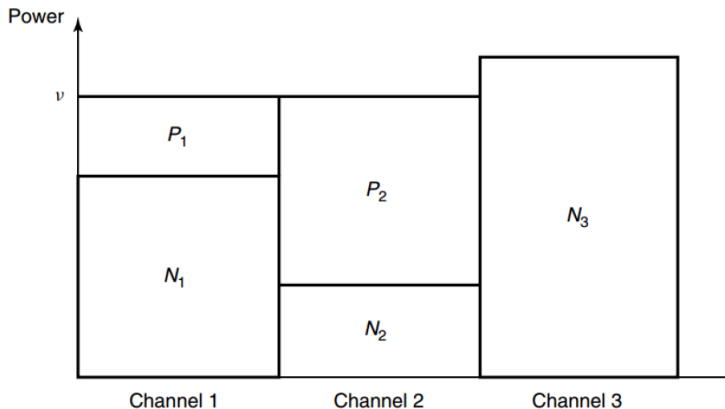 Power
ν
P₁
P₂
N₃
N₁
N₂
Channel 1 Channel 2 Channel 3